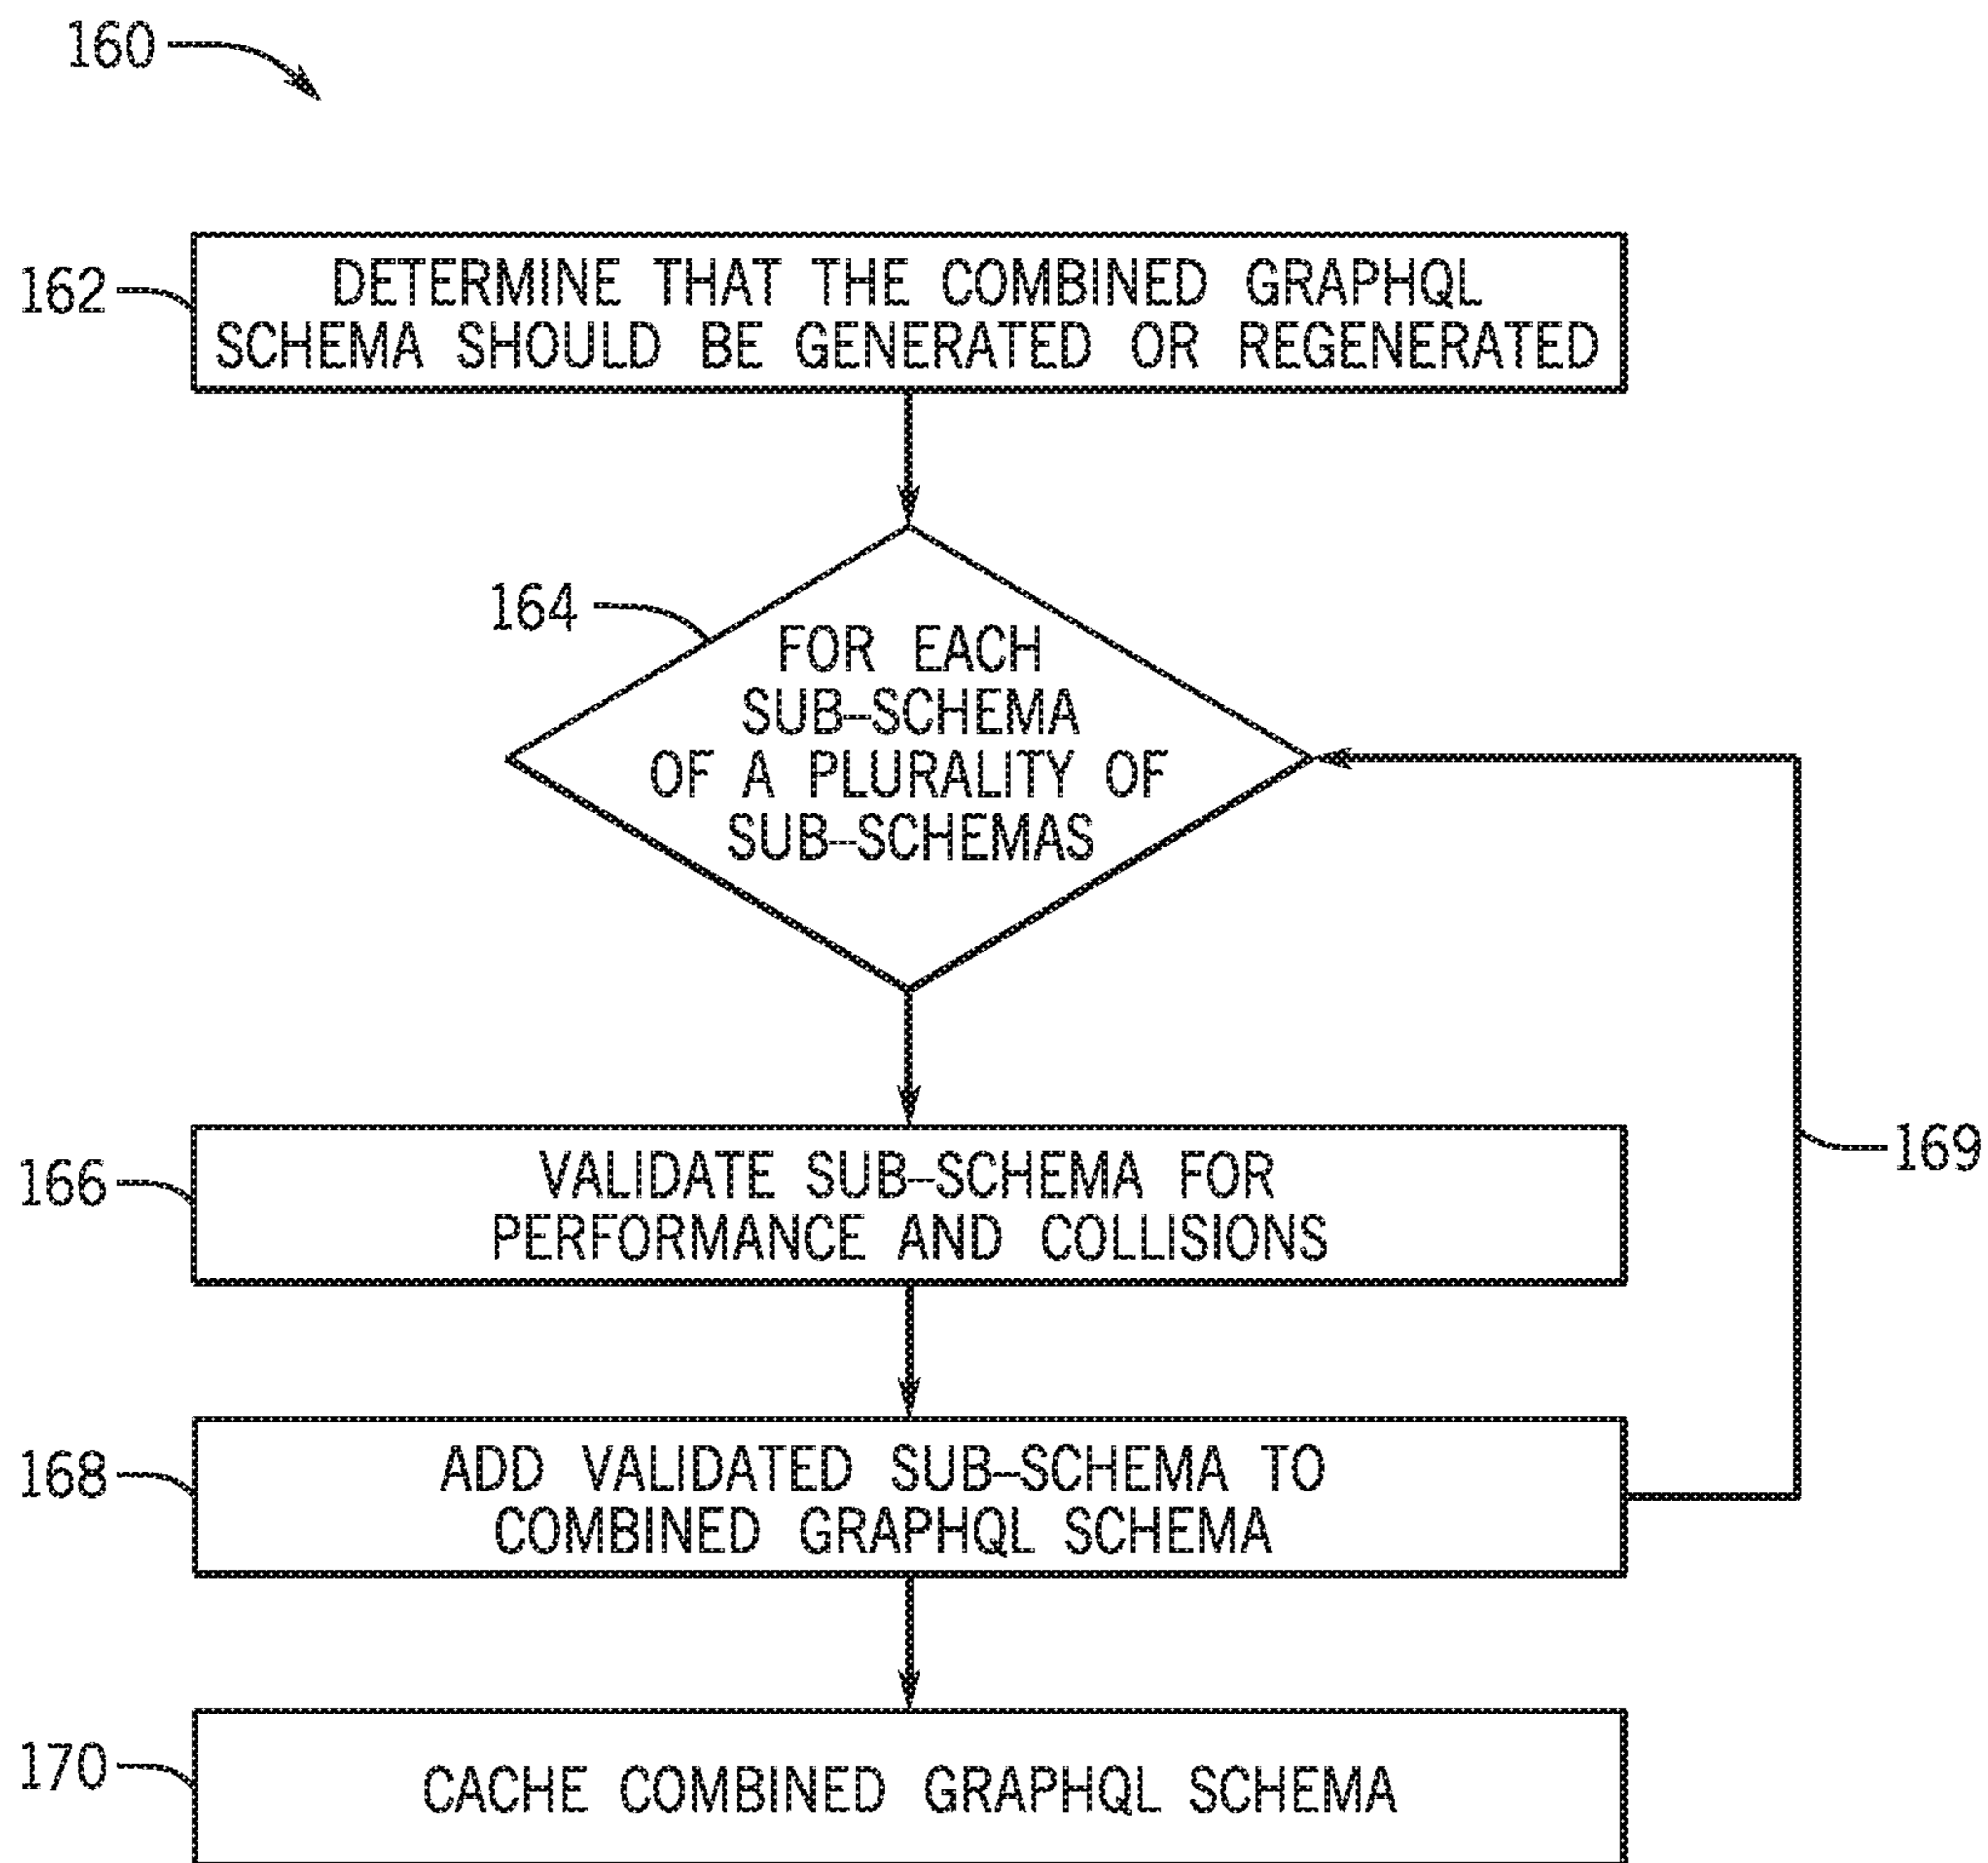 160
162
DETERMINE THAT THE COMBINED GRAPHQL
SCHEMA SHOULD BE GENERATED OR REGENERATED
164
FOR EACH
SUB-SCHEMA
OF A PLURALITY OF
SUB-SCHEMAS
166
VALIDATE SUB-SCHEMA FOR
PERFORMANCE AND COLLISIONS
169
168
ADD VALIDATED SUB-SCHEMA TO
COMBINED GRAPHQL SCHEMA
170
CACHE COMBINED GRAPHQL SCHEMA